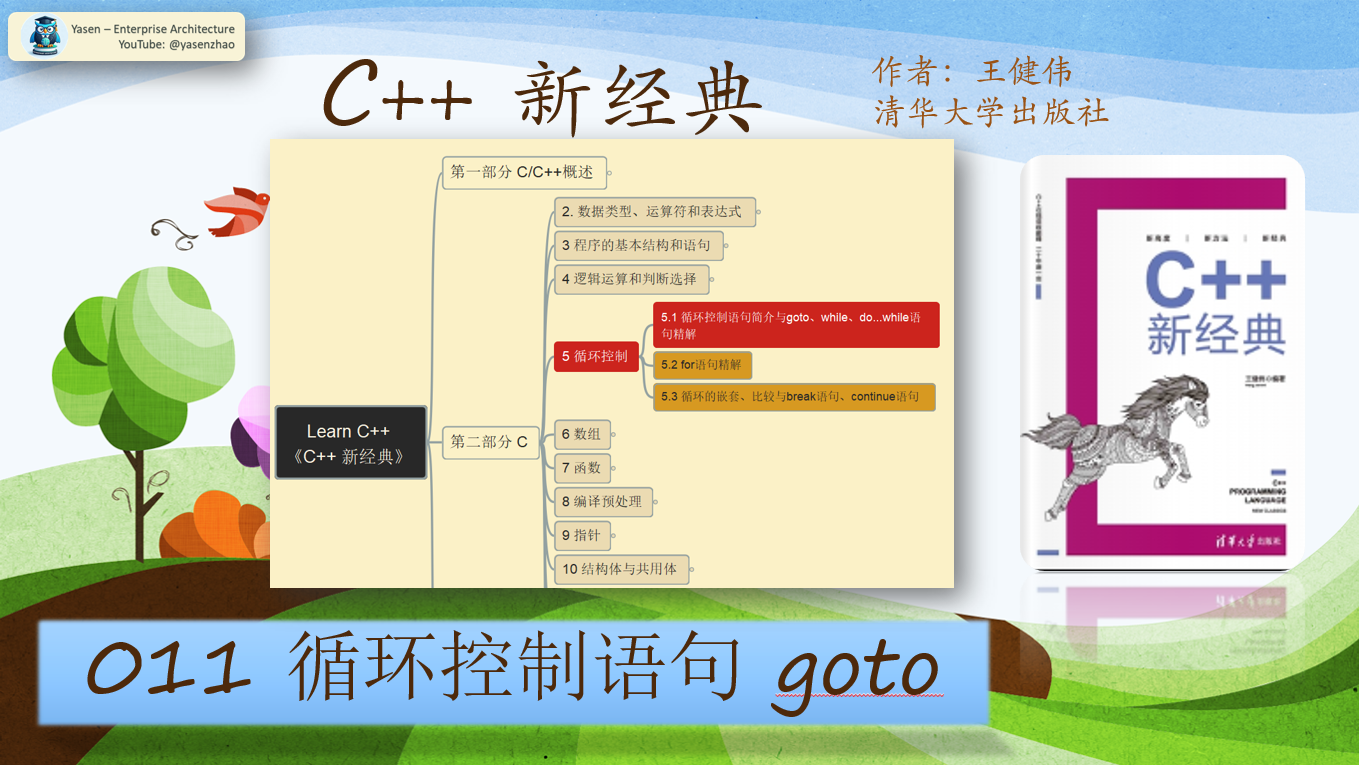 Yasen – Enterprise Architecture
YouTube: @yasenzhao
C++ 新经典
作者： 王健伟
清华大学出版社
第一部分 C/C++概述
2. 数据类型、运算符和表达式
3 程序的基本结构和语句
4 逻辑运算和判断选择
5.1 循环控制语句简介与goto、while、do...while语
句精解
5 循环控制
5.2 for语句精解
5.3 循环的嵌套、比较与break语句、continue语句
Learn C++
《C++ 新经典》
第二部分 C
6 数组
7 函数
8 编译预处理
9 指针
10 结构体与共用体
C++
新经典
王健伟◎编著
C++
PROGRAMMING
LANGUAGE
NEW CLASSICS
清华大学出版社
011 循环控制语句 goto